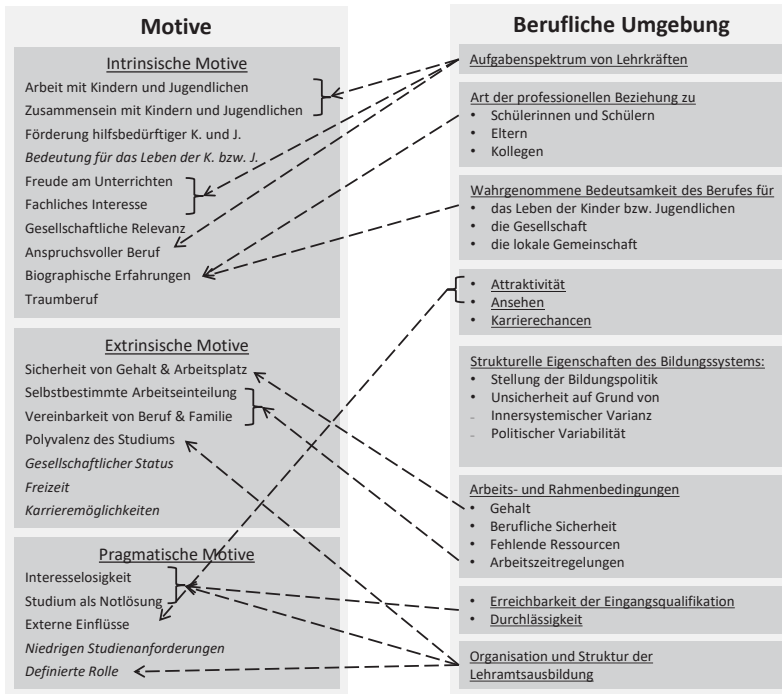 Motive
Intrinsische Motive
Arbeit mit Kindern und Jugendlichen
Zusammensein mit Kindern und Jugendlichen
Förderung hilfsbedürftiger K. und J.
Bedeutung für das Leben der K. bzw. J.
Freude am Unterrichten
Fachliches Interesse
Gesellschaftliche Relevanz
Anspruchsvoller Beruf
Biographische Erfahrungen
Traumberuf
Extrinsische Motive
Sicherheit von Gehalt & Arbeitsplatz
Selbstbestimmte Arbeitseinteilung
Vereinbarkeit von Beruf & Familie
Polyvalenz des Studiums
Gesellschaftlicher Status
Freizeit
Karrieremöglichkeiten
Pragmatische Motive
Interesselosigkeit
Studium als Notlösung
Externe Einflüsse
Niedrigen Studienanforderungen
Definierte Rolle
Berufliche Umgebung
Aufgabenspektrum von Lehrkräften
Art der professionellen Beziehung zu
• Schülerinnen und Schülern
• Eltern
• Kollegen
Wahrgenommene Bedeutsamkeit des Berufes für
• das Leben der Kinder bzw. Jugendlichen
• die Gesellschaft
• die lokale Gemeinschaft
• Attraktivität
• Ansehen
• Karrierechancen
Strukturelle Eigenschaften des Bildungssystems:
• Stellung der Bildungspolitik
• Unsicherheit auf Grund von
- Innersystemischer Varianz
- Politischer Variabilität
Arbeits- und Rahmenbedingungen
• Gehalt
• Berufliche Sicherheit
• Fehlende Ressourcen
• Arbeitszeitregelungen
• Erreichbarkeit der Eingangsqualifikation
• Durchlässigkeit
Organisation und Struktur der
Lehramtsausbildung